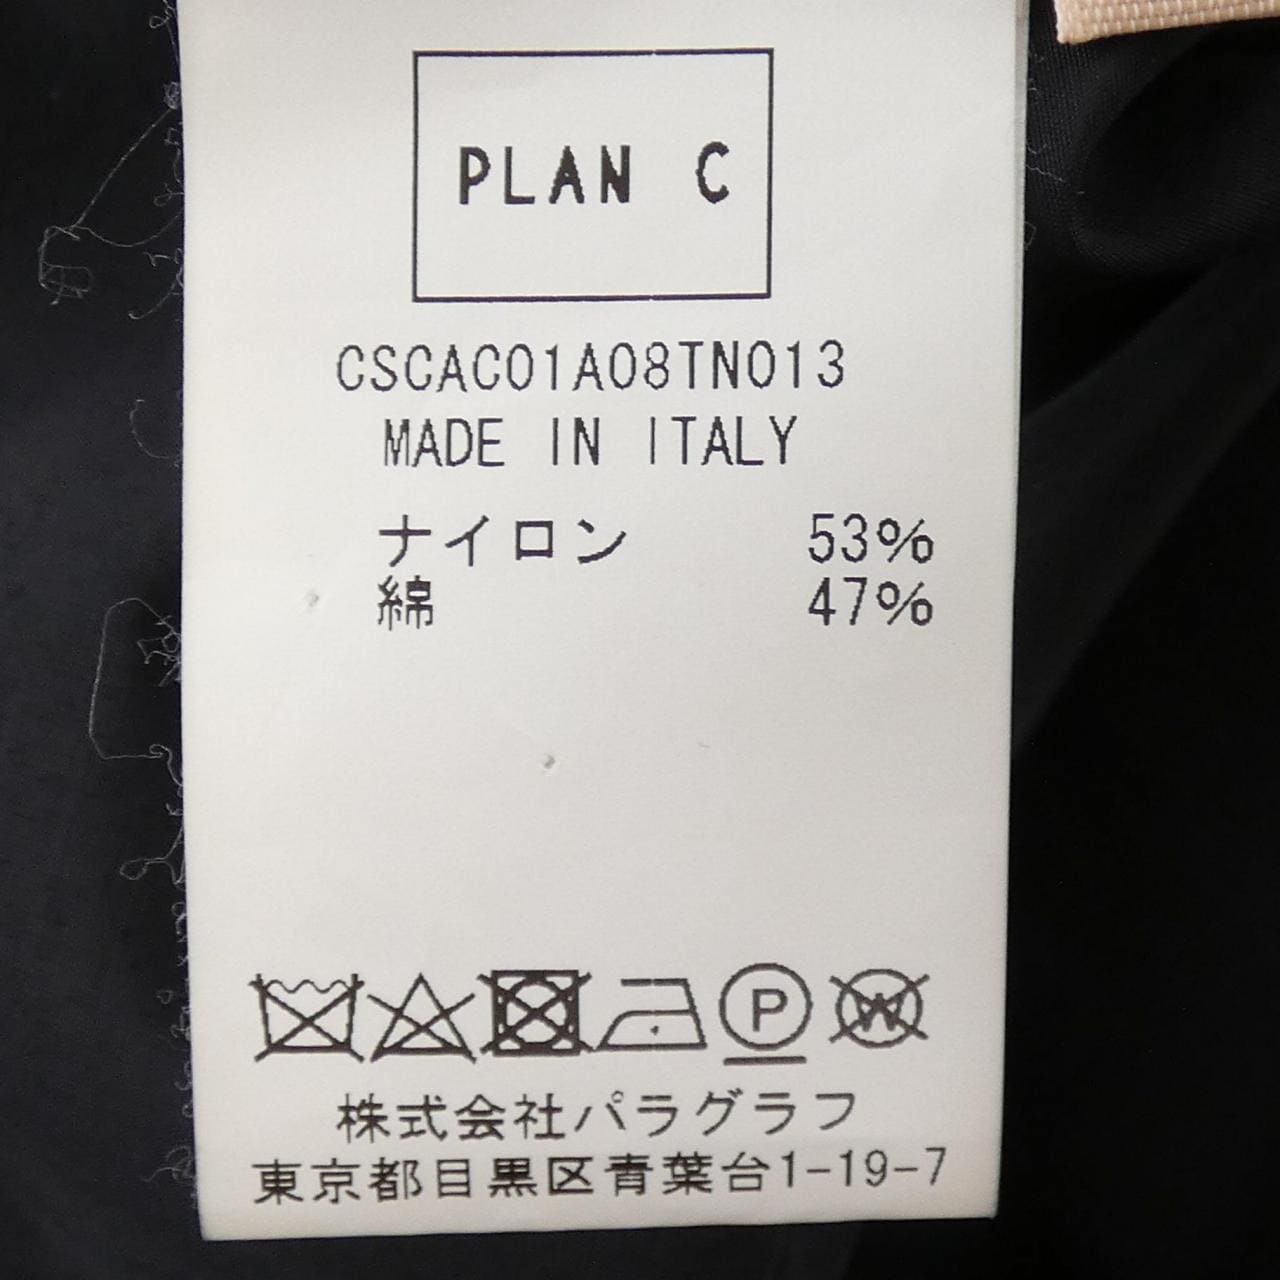 PLAN C
CSCAC01A08TN013
MADE IN ITALY
ナイロン 53%
綿 47%
P W
株式会社パラグラフ
東京都目黒区青葉台1-19-7